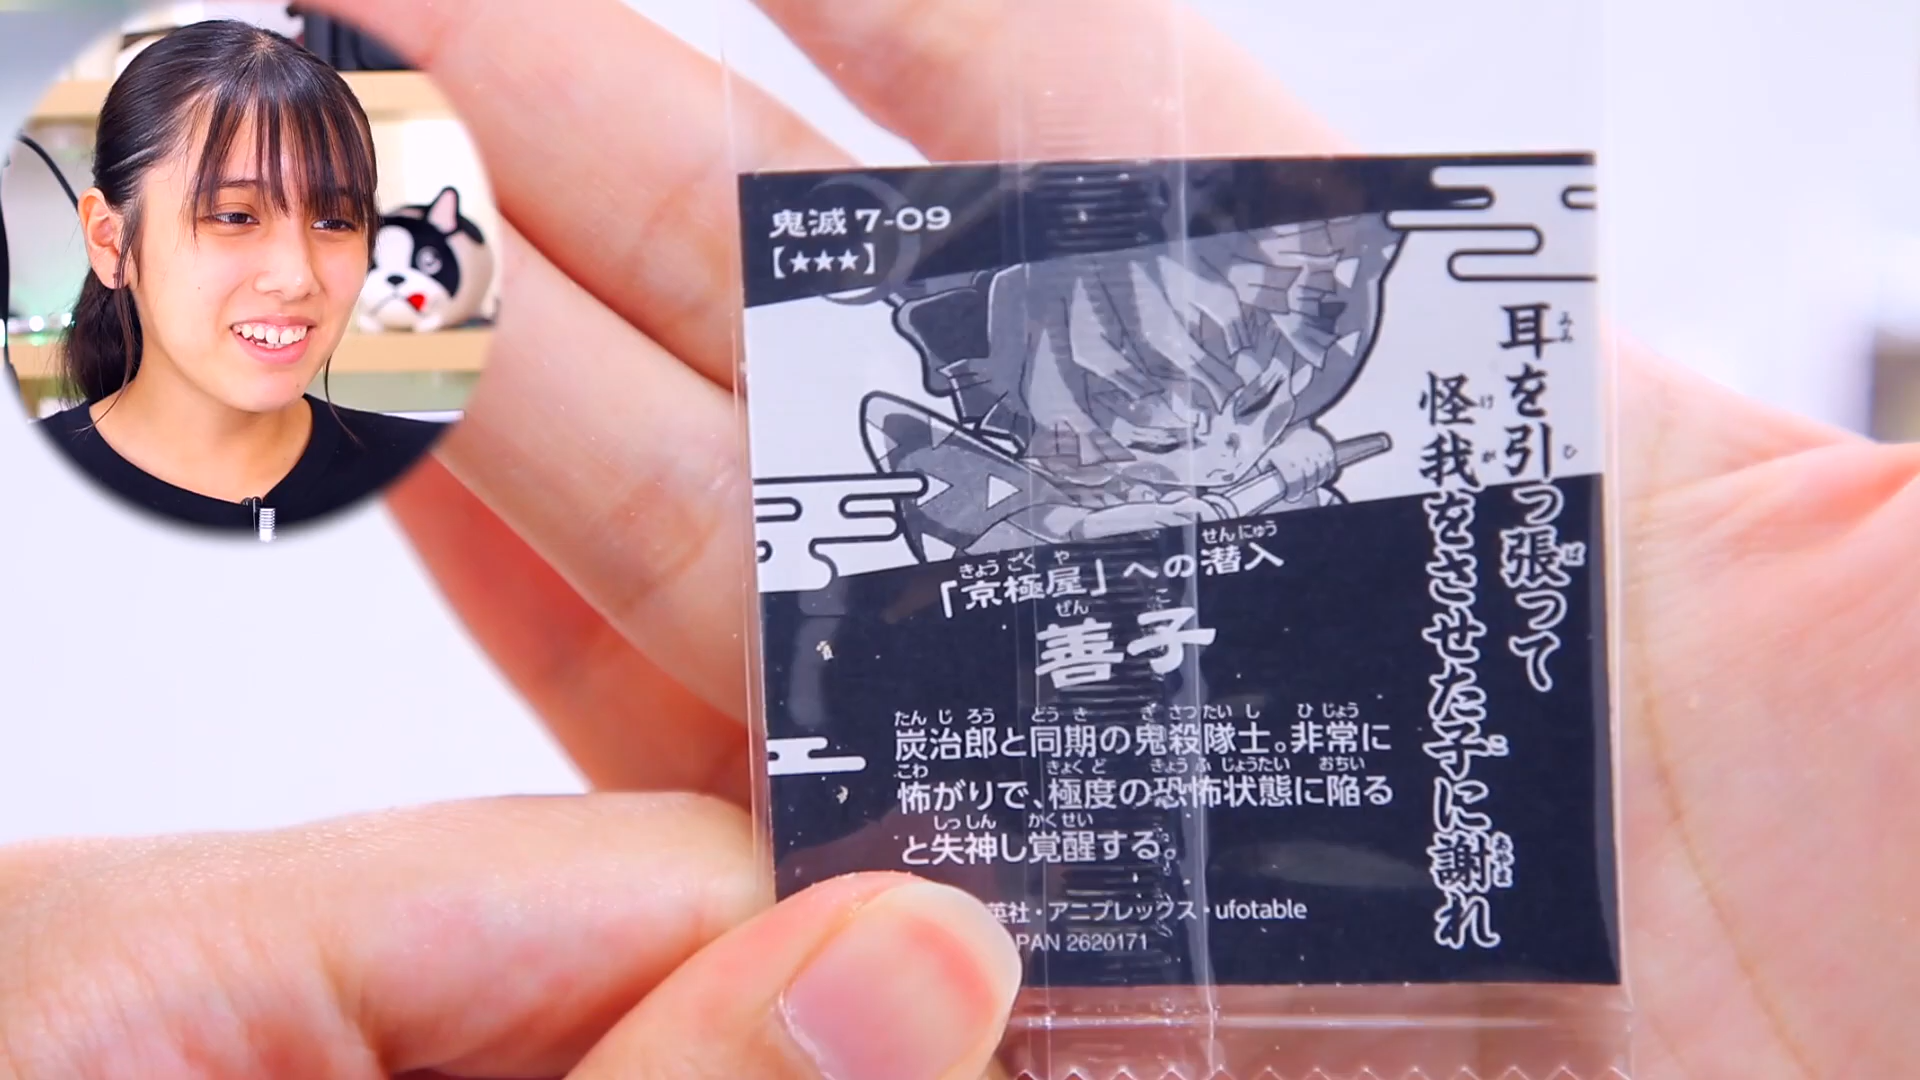 鬼滅 7-09
【★★★】
耳を引っ張って
怪我をさせた子に謝れ
「京極屋」への潜入
善子
炭治郎と同期の鬼殺隊士。非常に
怖がりで、極度の恐怖状態に陥る
と失神し覚醒する。
英社・アニプレックス・ufotable
PAN 2620171